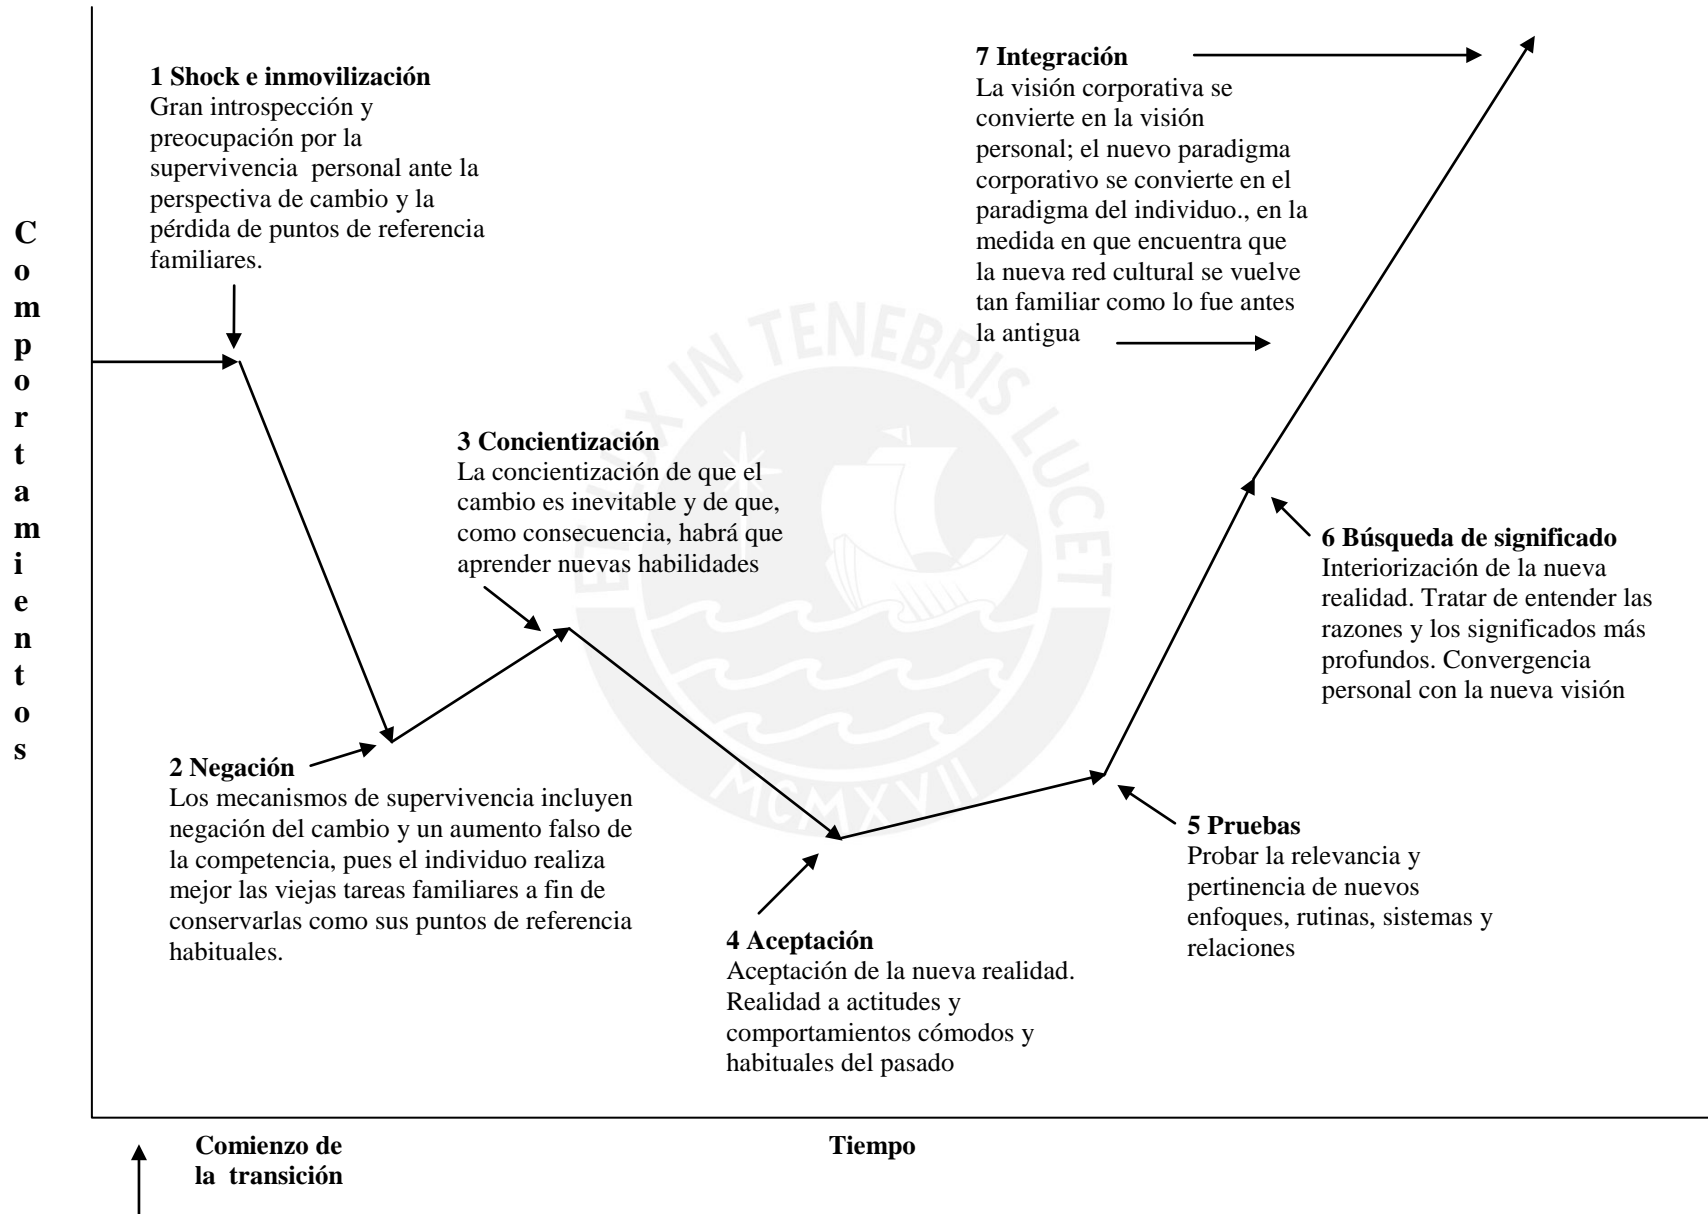 1 Shock e inmovilización
Gran introspección y
preocupación por la
supervivencia personal ante la
perspectiva de cambio y la
pérdida de puntos de referencia
familiares.
7 Integración
La visión corporativa se
convierte en la visión
personal; el nuevo paradigma
corporativo se convierte en el
paradigma del individuo., en la
medida en que encuentra que
la nueva red cultural se vuelve
tan familiar como lo fue antes
la antigua
Comportamientos
3 Concientización
La concientización de que el
cambio es inevitable y de que,
como consecuencia, habrá que
aprender nuevas habilidades
6 Búsqueda de significado
Interiorización de la nueva
realidad. Tratar de entender las
razones y los significados más
profundos. Convergencia
personal con la nueva visión
2 Negación
Los mecanismos de supervivencia incluyen
negación del cambio y un aumento falso de
la competencia, pues el individuo realiza
mejor las viejas tareas familiares a fin de
conservarlas como sus puntos de referencia
habituales.
5 Pruebas
Probar la relevancia y
pertinencia de nuevos
enfoques, rutinas, sistemas y
relaciones
4 Aceptación
Aceptación de la nueva realidad.
Realidad a actitudes y
comportamientos cómodos y
habituales del pasado
Comienzo de
la transición
Tiempo
ET LUX IN TENEBRIS LUCET
MCMXVII